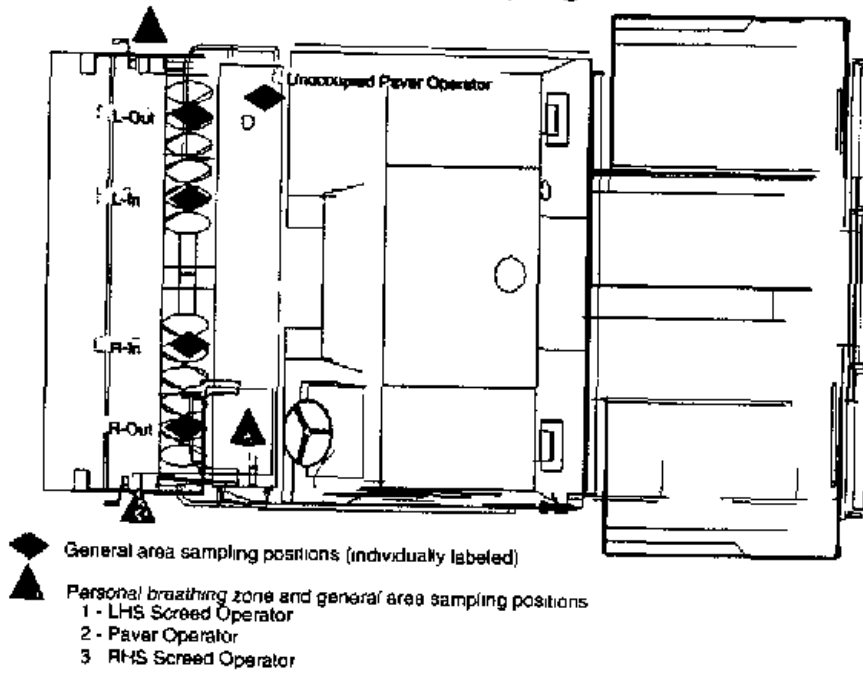 Unoccupied Paver Operator
L-Out
L-In
R-In
R-Out
3
General area sampling positions (individually labeled)
Personal breathing zone and general area sampling positions
1 - LHS Screed Operator
2 - Paver Operator
3 RHS Screed Operator